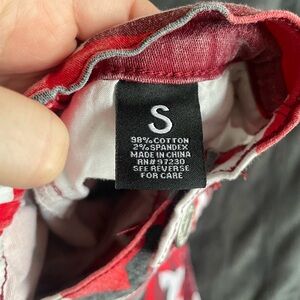 S
98% COTTON
2% SPANDEX
MADE IN CHINA
RN# 97230
SEE REVERSE
FOR CARE